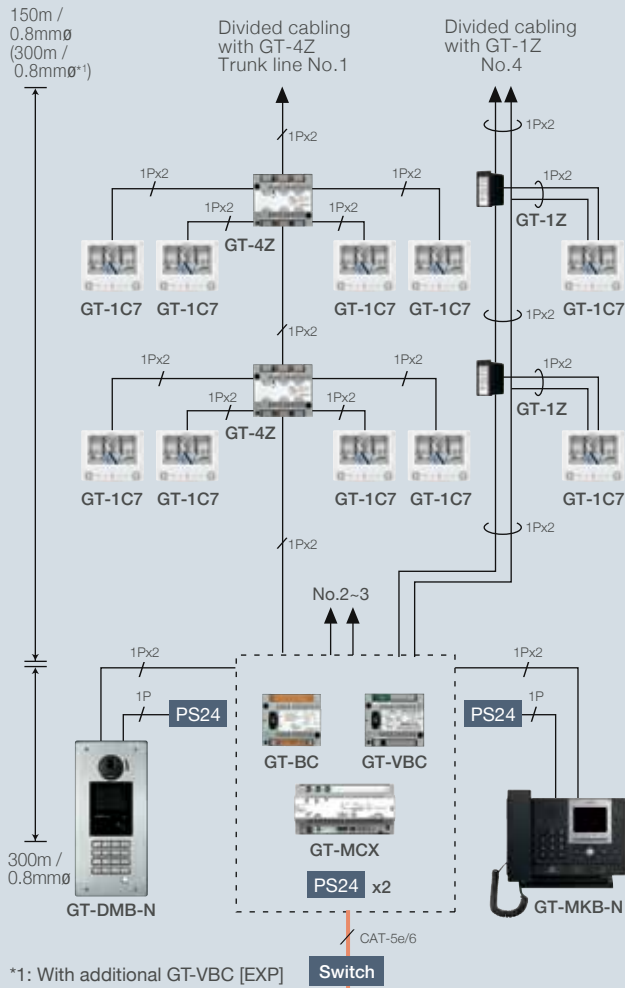 150m /
0.8mmø
(300m /
0.8mmø*1)
Divided cabling
with GT-4Z
Trunk line No.1
Divided cabling
with GT-1Z
No.4
1Px2
1Px2
1Px2
1Px2
1Px2
1Px2
1Px2
GT-4Z
GT-1Z
GT-1C7
GT-1C7
GT-1C7
GT-1C7
GT-1C7
1Px2
1Px2
1Px2
1Px2
1Px2
1Px2
1Px2
GT-4Z
GT-1Z
GT-1C7
GT-1C7
GT-1C7
GT-1C7
GT-1C7
1Px2
1Px2
No.2~3
1Px2
1P
PS24
1Px2
PS24
1P
GT-BC
GT-VBC
GT-MCX
PS24 x2
300m /
0.8mmø
GT-DMB-N
GT-MKB-N
CAT-5e/6
*1: With additional GT-VBC [EXP]
Switch